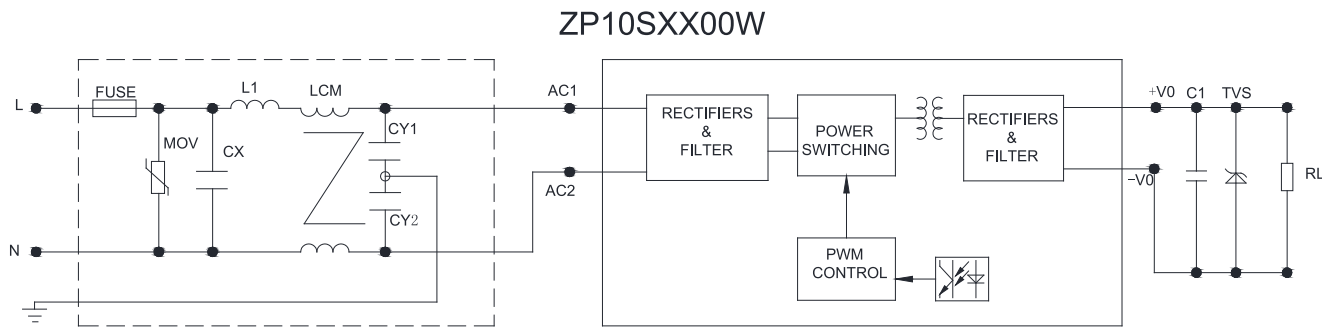 ZP10SXX00W
FUSE
L1
LCM
AC1
+V0
C1
TVS
L
MOV
CX
CY1
RECTIFIERS
&
FILTER
POWER
SWITCHING
RECTIFIERS
&
FILTER
AC2
-V0
RL
CY2
N
PWM
CONTROL